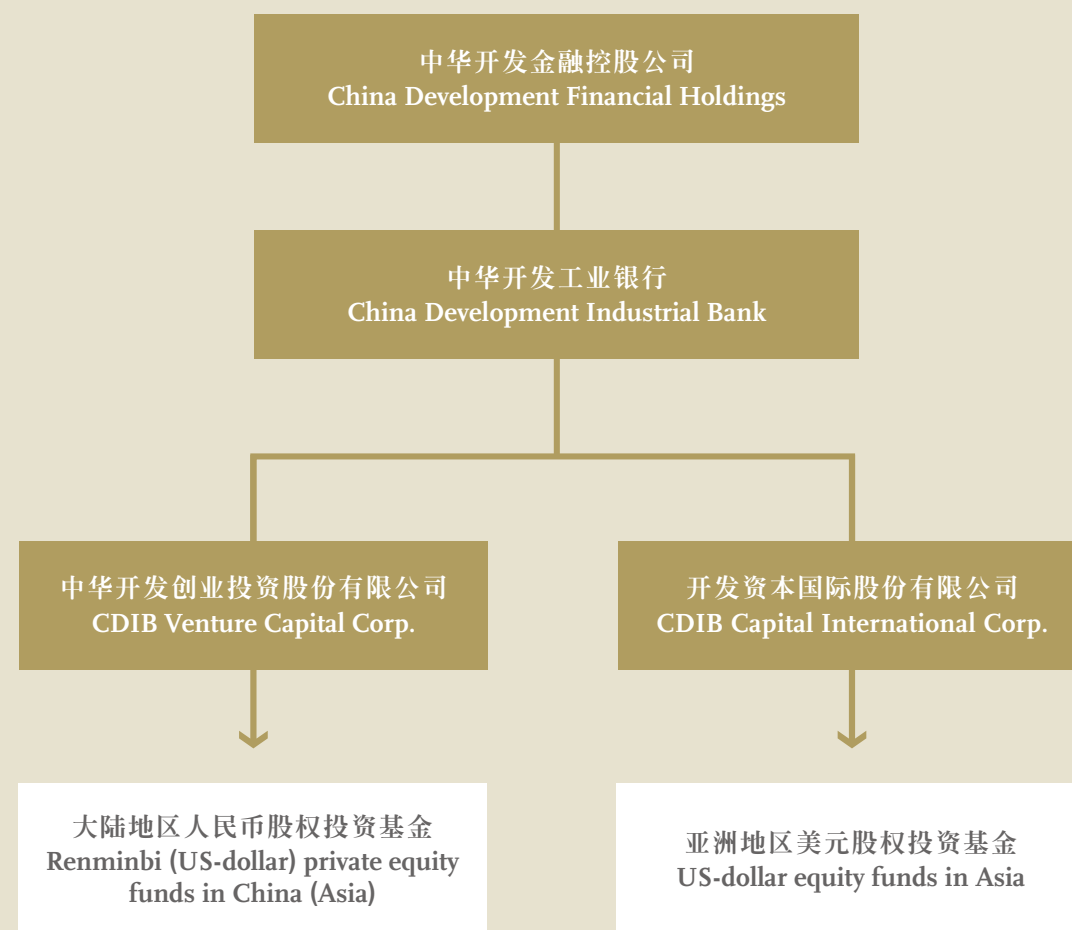 中华开发金融控股公司
China Development Financial Holdings
中华开发工业银行
China Development Industrial Bank
中华开发创业投资股份有限公司
CDIB Venture Capital Corp.
开发资本国际股份有限公司
CDIB Capital International Corp.
大陆地区人民币股权投资基金
Renminbi (US-dollar) private equity
funds in China (Asia)
亚洲地区美元股权投资基金
US-dollar equity funds in Asia